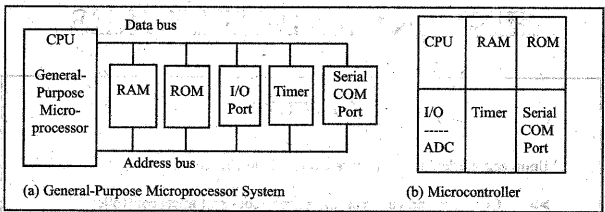 Data bus
CPU
General-
Purpose
Micro-
processor
RAM
ROM
I/O
Port
Timer
Serial
COM
Port
Address bus
(a) General-Purpose Microprocessor System
CPU
RAM
ROM
I/O
-----
ADC
Timer
Serial
COM
Port
(b) Microcontroller